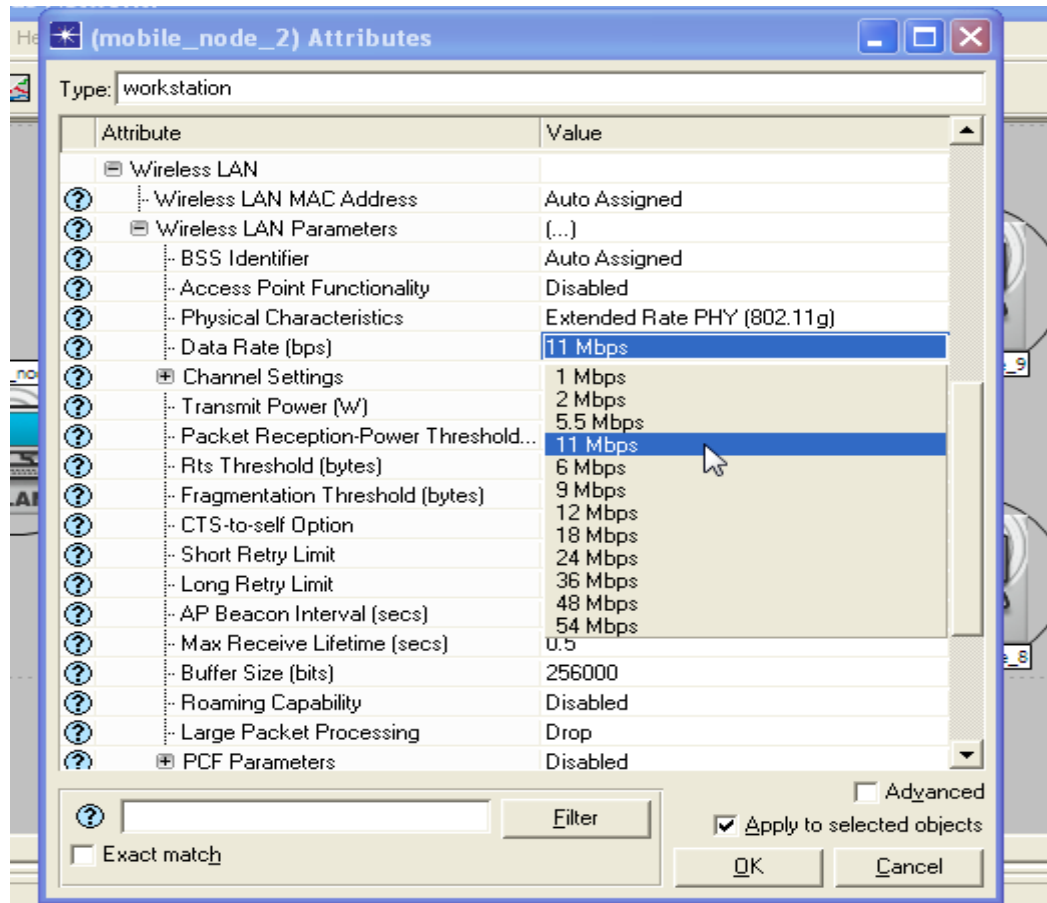 He
(mobile_node_2) Attributes
Type: workstation
Attribute Value
Wireless LAN
Wireless LAN MAC Address Auto Assigned
Wireless LAN Parameters (...)
BSS Identifier Auto Assigned
Access Point Functionality Disabled
Physical Characteristics Extended Rate PHY (802.11g)
Data Rate (bps) 11 Mbps
Channel Settings 1 Mbps
2 Mbps
Transmit Power (W) 5.5 Mbps
Packet Reception-Power Threshold... 11 Mbps
Rts Threshold (bytes) 6 Mbps
Fragmentation Threshold (bytes) 9 Mbps
CTS-to-self Option 12 Mbps
18 Mbps
Short Retry Limit 24 Mbps
Long Retry Limit 36 Mbps
AP Beacon Interval (secs) 48 Mbps
54 Mbps
Max Receive Lifetime (secs) 0.5
Buffer Size (bits) 256000
Roaming Capability Disabled
Large Packet Processing Drop
PCF Parameters Disabled
Advanced
Filter
Apply to selected objects
Exact match
OK Cancel
_no
_9
_8